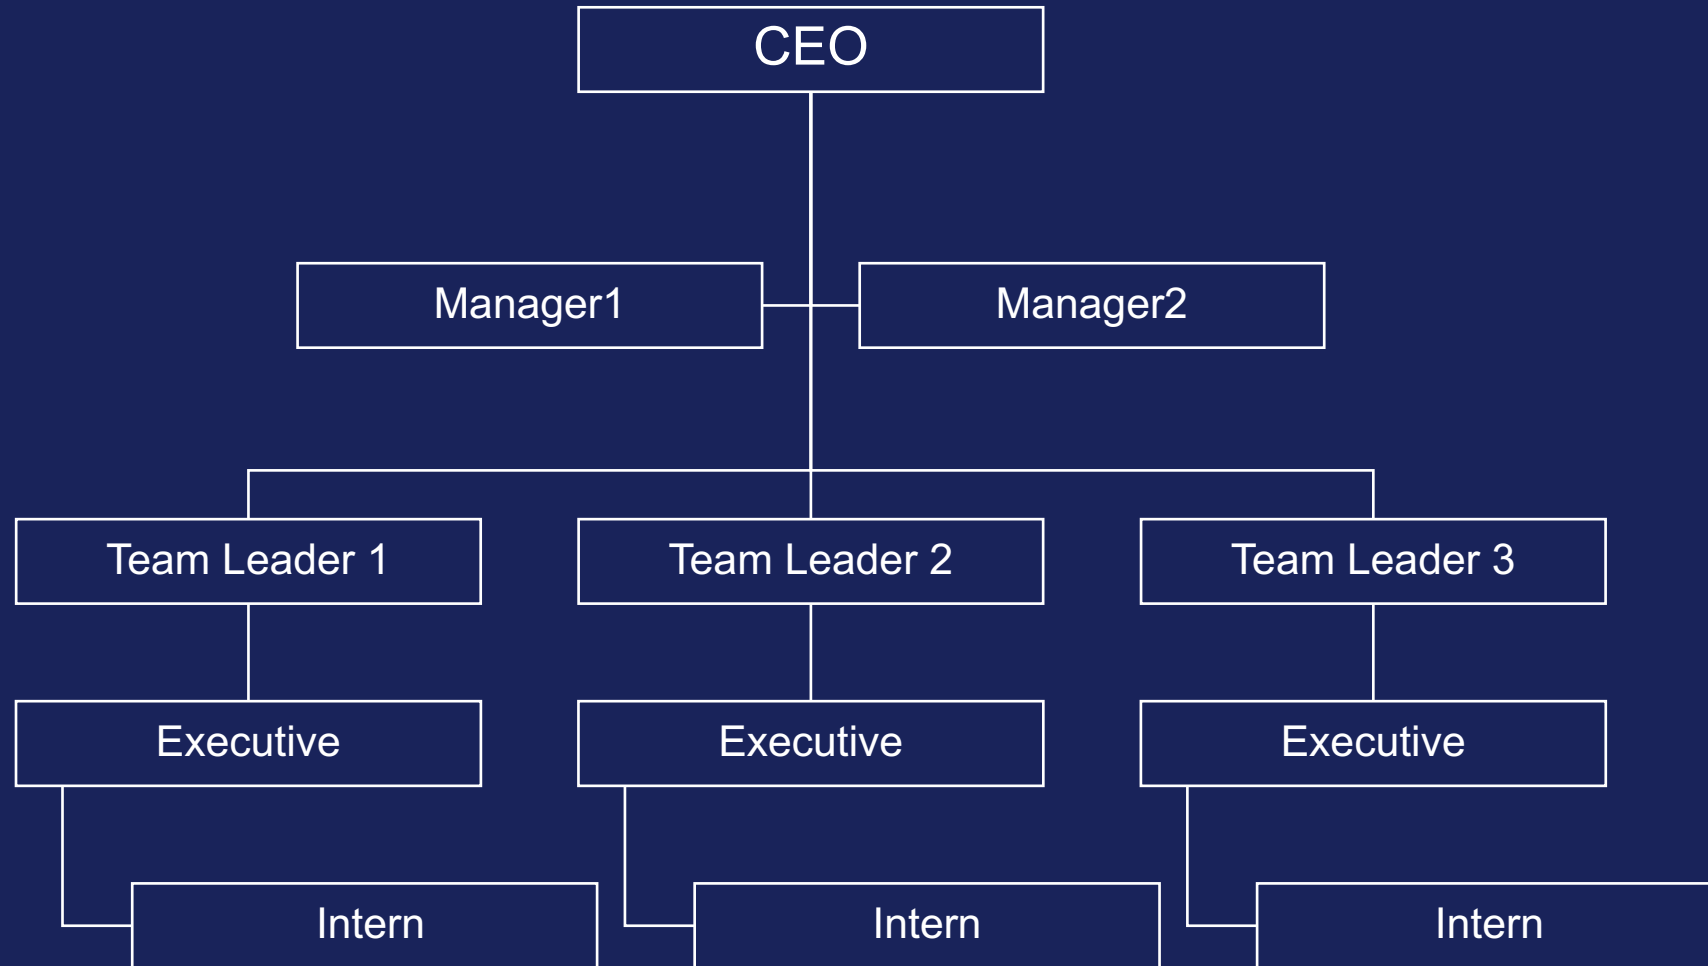 CEO
Manager1
Manager2
Team Leader 1
Team Leader 2
Team Leader 3
Executive
Executive
Executive
Intern
Intern
Intern